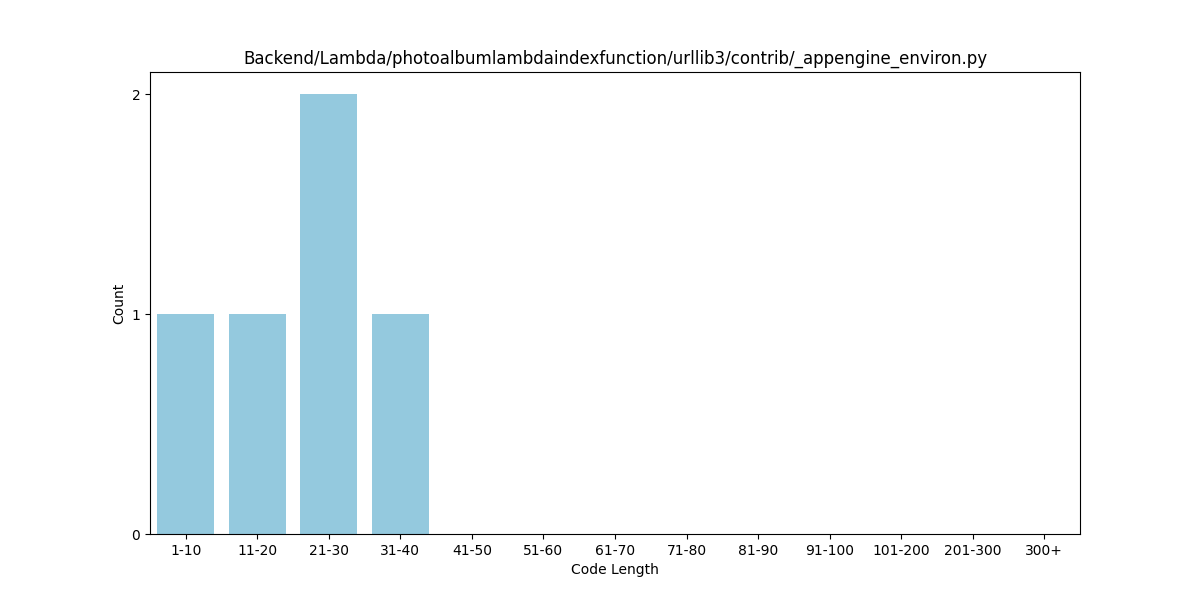 Backend/Lambda/photoalbumlambdaindexfunction/urllib3/contrib/_appengine_environ.py
2
1
0
Count
1-10 11-20 21-30 31-40 41-50 51-60 61-70 71-80 81-90 91-100 101-200 201-300 300+
Code Length